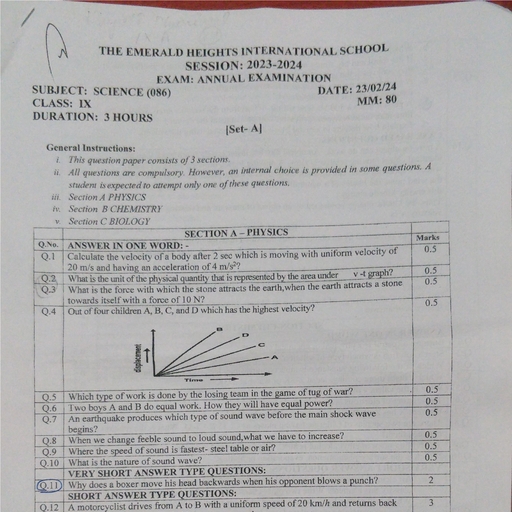 THE EMERALD HEIGHTS INTERNATIONAL SCHOOL
SESSION: 2023-2024
EXAM: ANNUAL EXAMINATION
SUBJECT: SCIENCE (086) DATE: 23/02/24
CLASS: IX MM: 80
DURATION: 3 HOURS
|Set- A|
General Instructions:
i. This question paper consists of 3 sections.
ii. All questions are compulsory. However, an internal choice is provided in some questions. A
student is expected to attempt only one of these questions.
iii. Section A PHYSICS
iv. Section B CHEMISTRY
v. Section C BIOLOGY
SECTION A – PHYSICS Marks
Q.No. ANSWER IN ONE WORD: -
Q.1 Calculate the velocity of a body after 2 sec which is moving with uniform velocity of 0.5
20 m/s and having an acceleration of 4 m/s²?
Q.2 What is the unit of the physical quantity that is represented by the area under v -t graph? 0.5
Q.3 What is the force with which the stone attracts the earth,when the earth attracts a stone 0.5
towards itself with a force of 10 N?
Q.4 Out of four children A, B, C, and D which has the highest velocity? 0.5
B
D
C
A
displacement
Time
Q.5 Which type of work is done by the losing team in the game of tug of war? 0.5
Q.6 Two boys A and B do equal work. How they will have equal power? 0.5
Q.7 An earthquake produces which type of sound wave before the main shock wave 0.5
begins?
Q.8 When we change feeble sound to loud sound,what we have to increase? 0.5
Q.9 Where the speed of sound is fastest- steel table or air? 0.5
Q.10 What is the nature of sound wave? 0.5
VERY SHORT ANSWER TYPE QUESTIONS:
Q.11 Why does a boxer move his head backwards when his opponent blows a punch? 2
SHORT ANSWER TYPE QUESTIONS:
Q.12 A motorcyclist drives from A to B with a uniform speed of 20 km/h and returns back 3